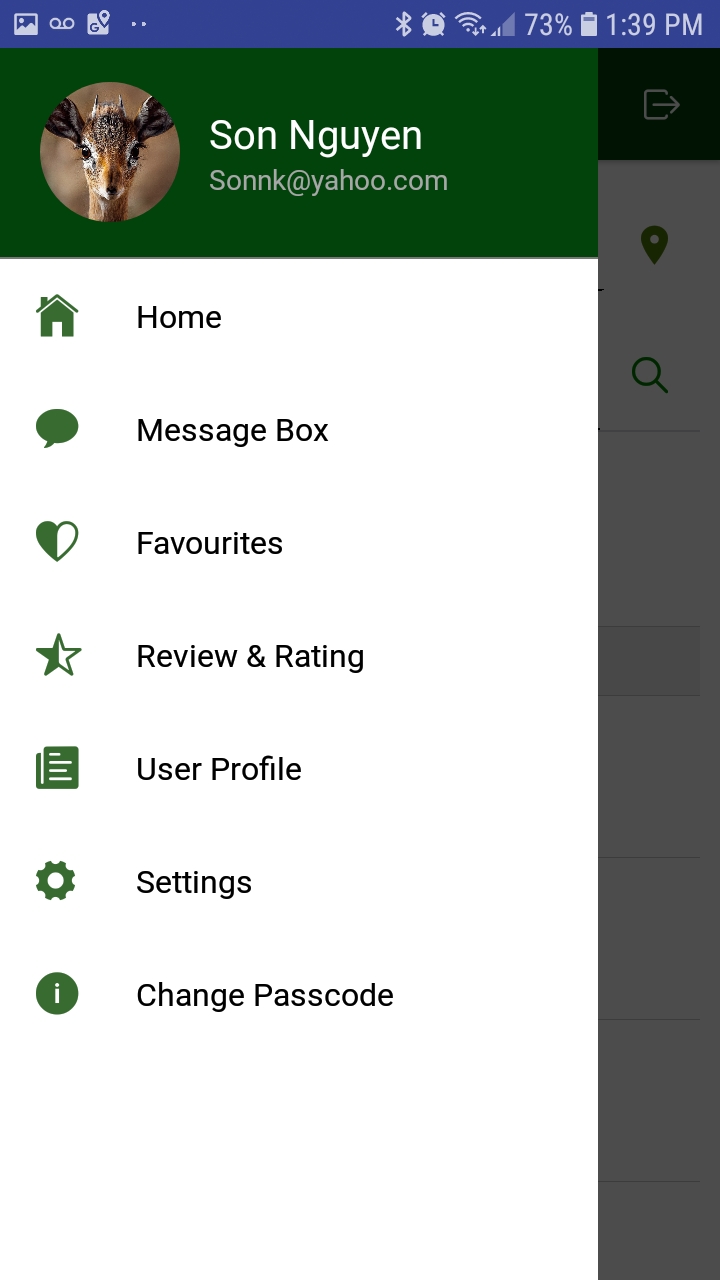 73% 1:39 PM
Son Nguyen
Sonnk@yahoo.com
Home
Message Box
Favourites
Review & Rating
User Profile
Settings
Change Passcode